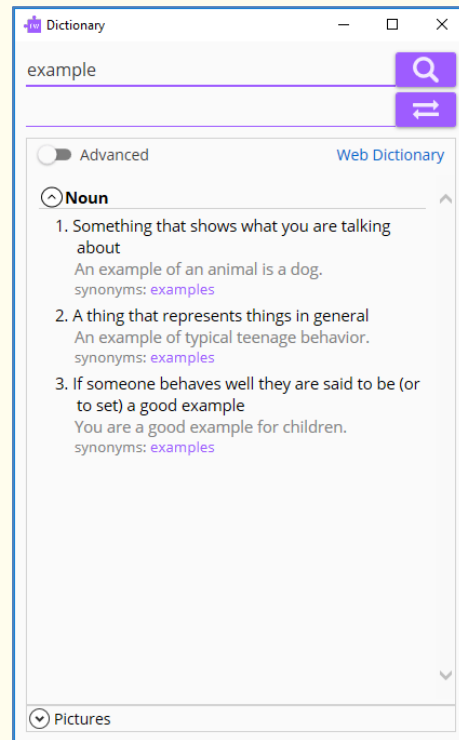 rw Dictionary
example
Advanced Web Dictionary
Noun
1. Something that shows what you are talking
about
An example of an animal is a dog.
synonyms: examples
2. A thing that represents things in general
An example of typical teenage behavior.
synonyms: examples
3. If someone behaves well they are said to be (or
to set) a good example
You are a good example for children.
synonyms: examples
Pictures